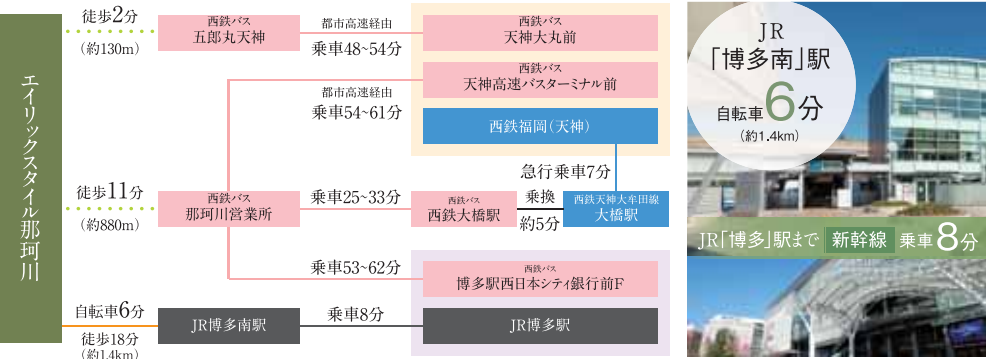 エイリックスタイル那珂川
徒歩2分
(約130m)
西鉄バス
五郎丸天神
都市高速経由
乗車48~54分
西鉄バス
天神大丸前
西鉄バス
天神高速バスターミナル前
都市高速経由
乗車54~61分
西鉄福岡(天神)
急行乗車7分
徒歩11分
(約880m)
西鉄バス
那珂川営業所
乗車25~33分
西鉄バス
西鉄大橋駅
乗換
約5分
西鉄天神大牟田線
大橋駅
乗車53~62分
西鉄バス
博多駅西日本シティ銀行前F
自転車6分
徒歩18分
(約1.4km)
JR博多南駅
乗車8分
JR博多駅
JR
「博多南」駅
自転車6分
(約1.4km)
JR「博多」駅まで 新幹線 乗車8分